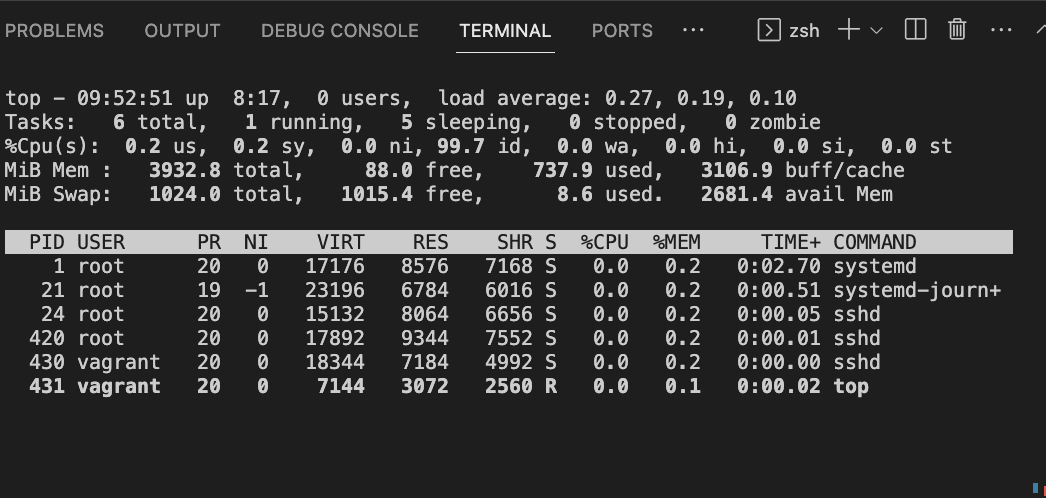 PROBLEMS OUTPUT DEBUG CONSOLE TERMINAL PORTS ··· zsh ···
top - 09:52:51 up  8:17,  0 users,  load average: 0.27, 0.19, 0.10
Tasks:   6 total,   1 running,   5 sleeping,   0 stopped,   0 zombie
%Cpu(s):  0.2 us,  0.2 sy,  0.0 ni, 99.7 id,  0.0 wa,  0.0 hi,  0.0 si,  0.0 st
MiB Mem :   3932.8 total,     88.0 free,    737.9 used,   3106.9 buff/cache
MiB Swap:   1024.0 total,   1015.4 free,      8.6 used.   2681.4 avail Mem
  PID USER      PR  NI    VIRT    RES    SHR S  %CPU  %MEM     TIME+ COMMAND
    1 root      20   0   17176   8576   7168 S   0.0   0.2   0:02.70 systemd
   21 root      19  -1   23196   6784   6016 S   0.0   0.2   0:00.51 systemd-journ+
   24 root      20   0   15132   8064   6656 S   0.0   0.2   0:00.05 sshd
  420 root      20   0   17892   9344   7552 S   0.0   0.2   0:00.01 sshd
  430 vagrant   20   0   18344   7184   4992 S   0.0   0.2   0:00.00 sshd
  431 vagrant   20   0    7144   3072   2560 R   0.0   0.1   0:00.02 top